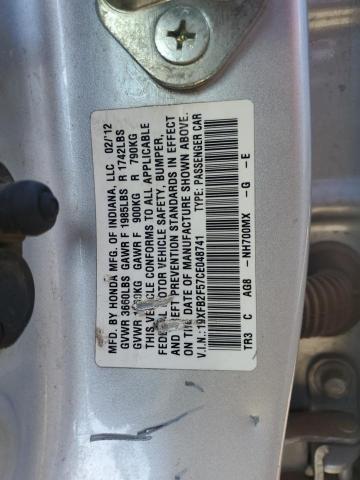 MFD. BY HONDA MFG. OF INDIANA, LLC 02/12
GVWR 3660LBS GAWR F 1985LBS R 1742LBS
GVWR GAWR F 900KG R 790KG
THIS VEHICLE CONFORMS TO ALL APPLICABLE
FEDERAL MOTOR VEHICLE SAFETY, BUMPER,
AND THEFT PREVENTION STANDARDS IN EFFECT
ON THE DATE OF MANUFACTURE SHOWN ABOVE.
V.I.N.: 19XFB2F57CE048741 TYPE: PASSENGER CAR
TR3 C AG8 - NH700MX - G - E